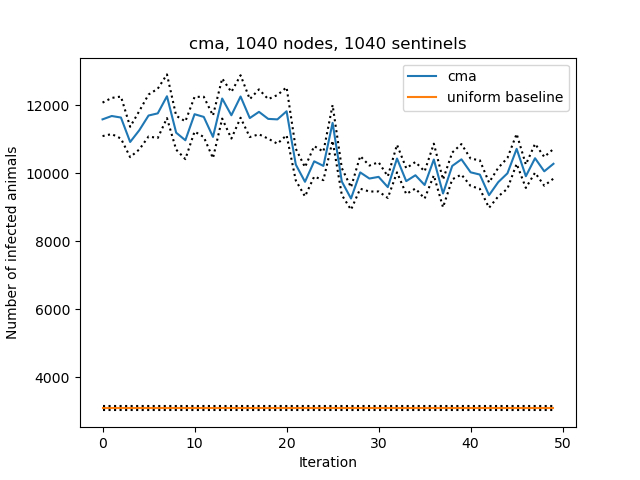 cma, 1040 nodes, 1040 sentinels
cma
uniform baseline
Number of infected animals
12000
10000
8000
6000
4000
0 10 20 30 40 50
Iteration